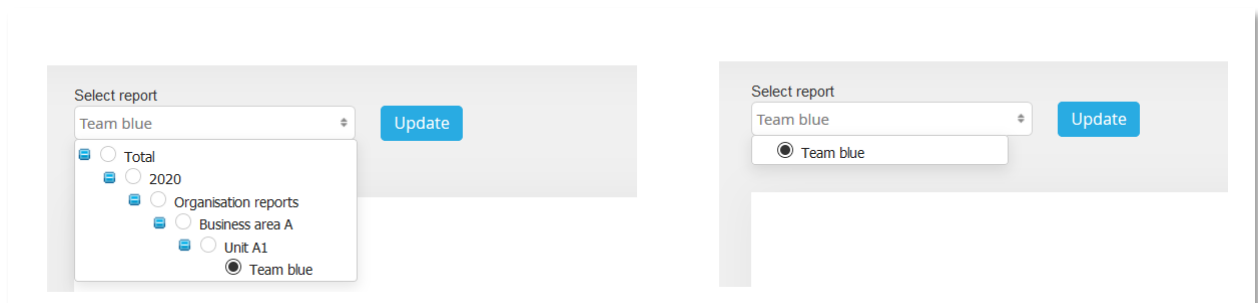 Select report
Team blue
Update
Total
2020
Organisation reports
Business area A
Unit A1
Team blue
Select report
Team blue
Update
Team blue